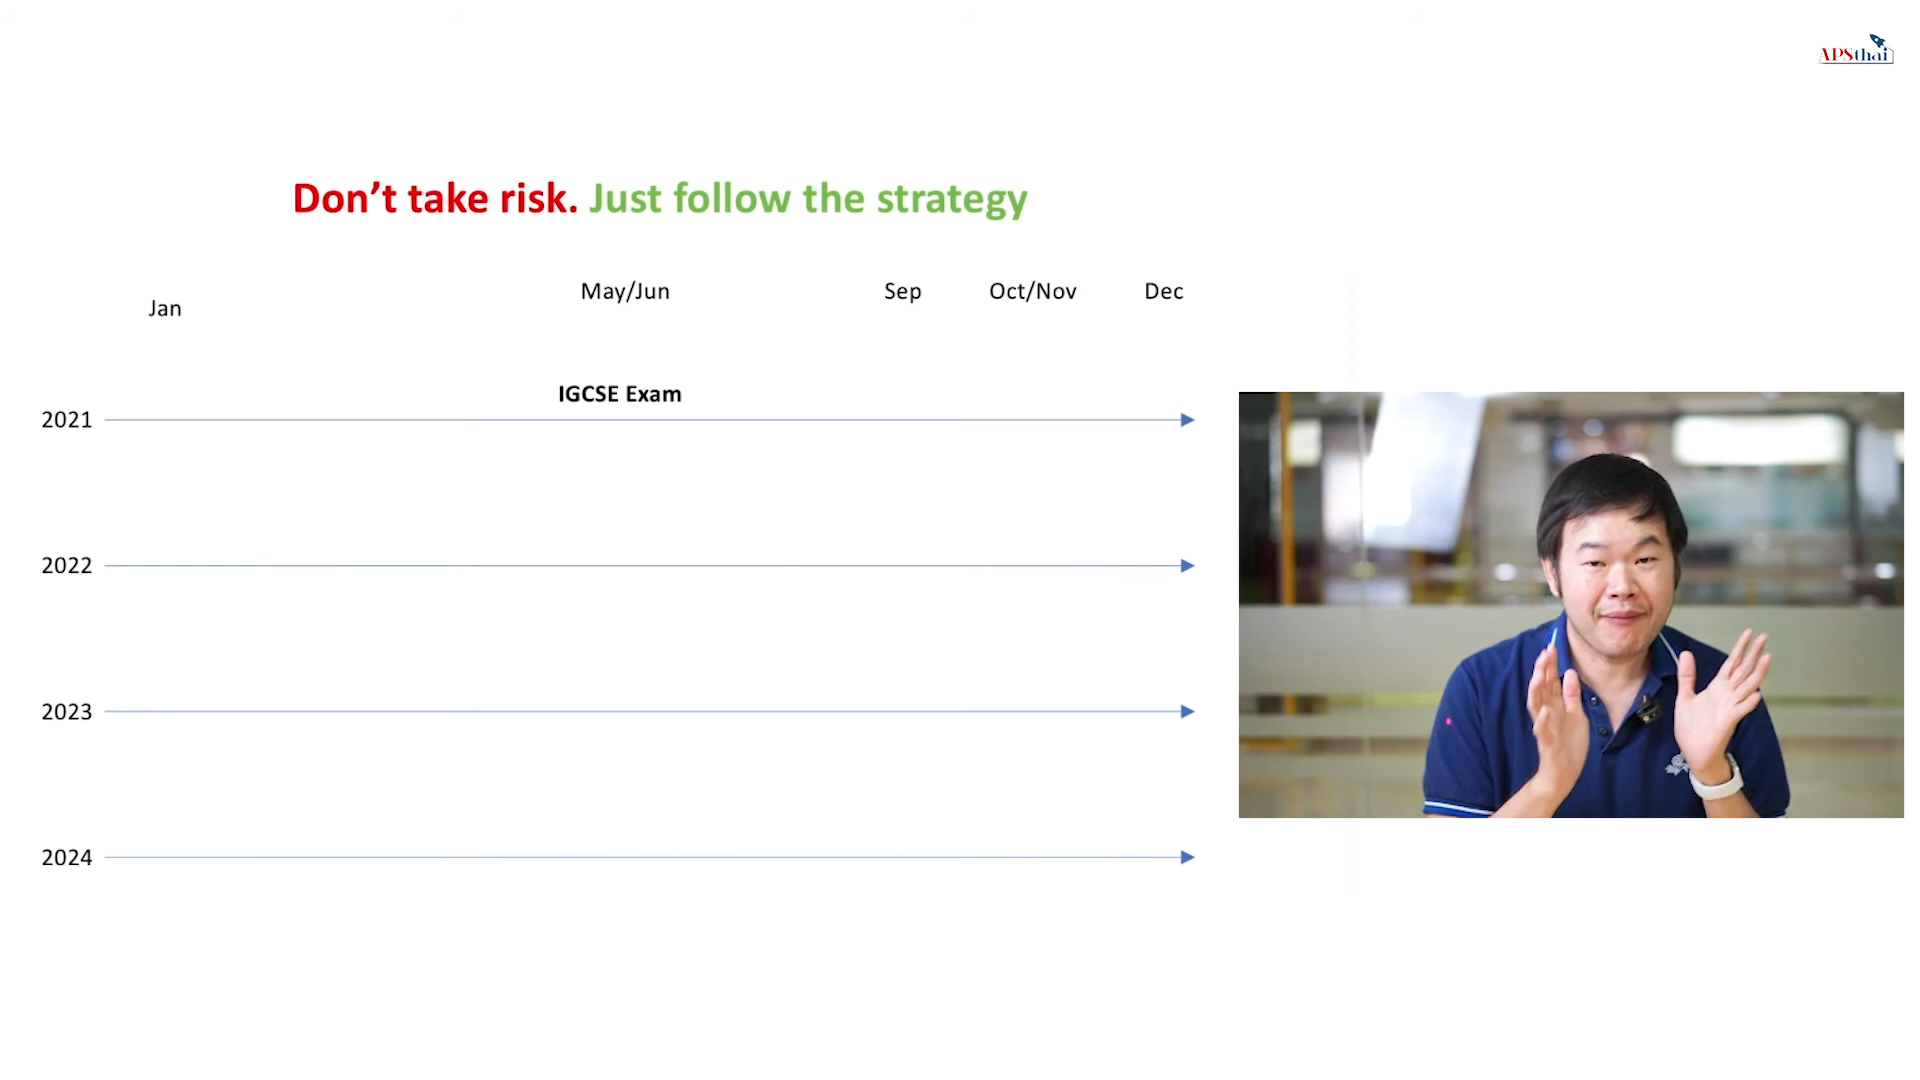 APSthai
Don't take risk. Just follow the strategy
Jan
May/Jun
Sep
Oct/Nov
Dec
IGCSE Exam
2021
2022
2023
2024